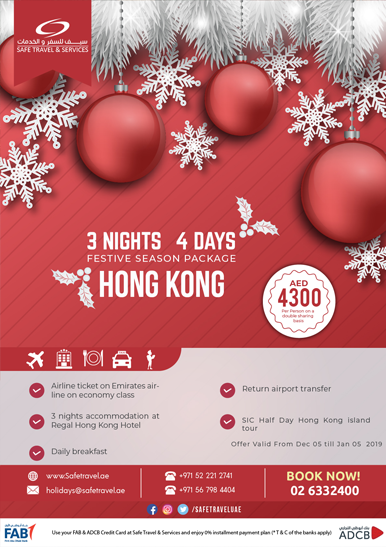 سيف للسفر و الخدمات
SAFE TRAVEL & SERVICES
3 NIGHTS 4 DAYS
FESTIVE SEASON PACKAGE
HONG KONG
AED
4300
Per Person on a
double sharing
basis
Airline ticket on Emirates air-
line on economy class
3 nights accommodation at
Regal Hong Kong Hotel
Daily breakfast
Return airport transfer
SIC Half Day Hong Kong island
tour
Offer Valid From Dec 05 till Jan 05 2019
www.Safetravel.ae
holidays@safetravel.ae
+971 52 221 2741
+971 56 798 4404
BOOK NOW!
02 6332400
/SAFETRAVELUAE
FAB
Use your FAB & ADCB Credit Card at Safe Travel & Services and enjoy 0% installment payment plan (* T & C of the banks apply)
بنك أبوظبي التجاري
ADCB